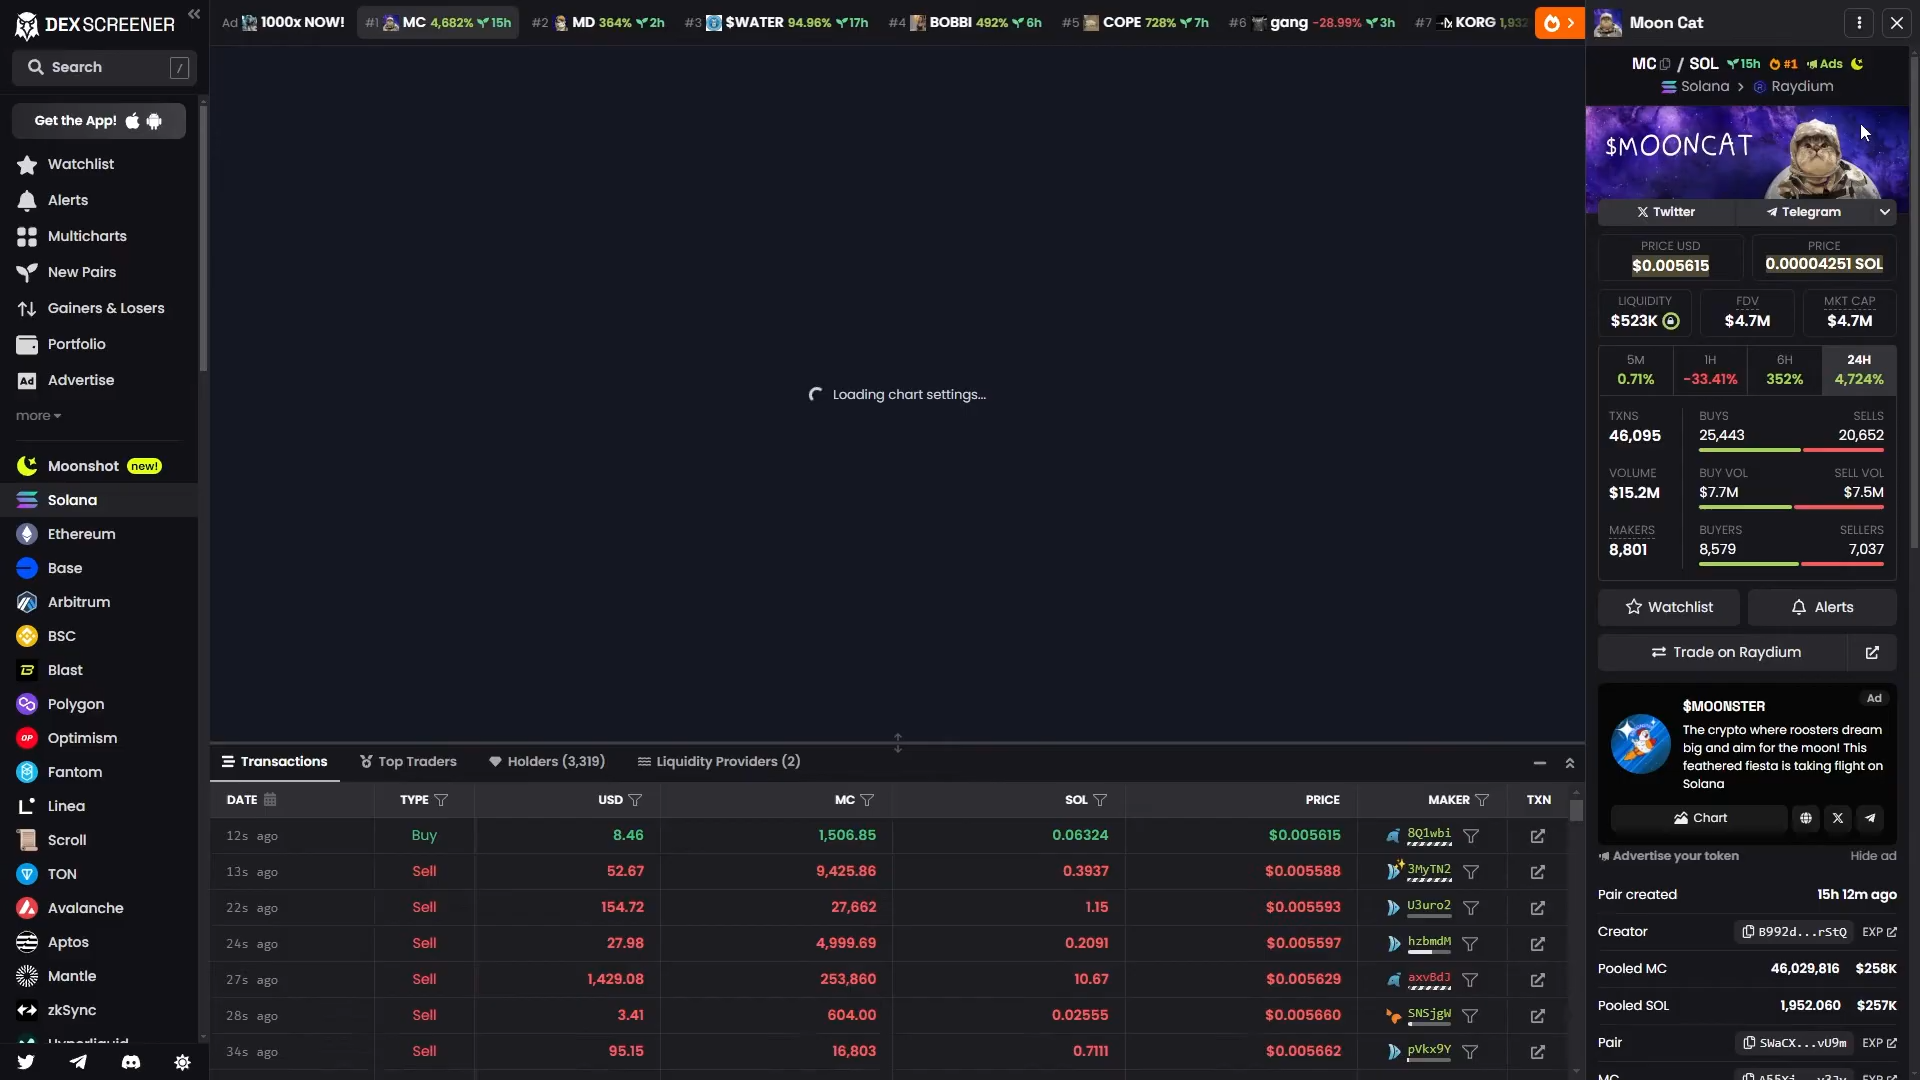 DEX SCREENER
Search
/
Get the App!
Watchlist
Alerts
Multicharts
New Pairs
Gainers & Losers
Portfolio
Ad Advertise
more
Moonshot new!
Solana
Ethereum
Base
Arbitrum
BSC
Blast
Polygon
OP Optimism
Fantom
Linea
Scroll
TON
Avalanche
Aptos
Mantle
zkSync
Hyperliquid
Ad 1000x NOW! #1 MC 4,682% 15h #2 MD 364% 2h #3 $WATER 94.96% 17h #4 BOBBI 492% 6h #5 COPE 728% 7h #6 gang -28.99% 3h #7 KORG 1,932
Loading chart settings...
Transactions Top Traders Holders (3,319) Liquidity Providers (2)
DATE TYPE USD MC SOL PRICE MAKER TXN
12s ago Buy 8.46 1,506.85 0.06324 $0.005615 8Q1wbi
13s ago Sell 52.67 9,425.86 0.3937 $0.005588 3MyTN2
22s ago Sell 154.72 27,662 1.15 $0.005593 U3uro2
24s ago Sell 27.98 4,999.69 0.2091 $0.005597 hzbmdM
27s ago Sell 1,429.08 253,860 10.67 $0.005629 axvBdJ
28s ago Sell 3.41 604.00 0.02555 $0.005660 SNSjgW
34s ago Sell 95.15 16,803 0.7111 $0.005662 pVkx9Y
Moon Cat
MC / SOL 15h #1 Ads
Solana > Raydium
$MOONCAT
Twitter Telegram
PRICE USD PRICE
$0.005615 0.00004251 SOL
LIQUIDITY FDV MKT CAP
$523K $4.7M $4.7M
5M 1H 6H 24H
0.71% -33.41% 352% 4,724%
TXNS BUYS SELLS
46,095 25,443 20,652
VOLUME BUY VOL SELL VOL
$15.2M $7.7M $7.5M
MAKERS BUYERS SELLERS
8,801 8,579 7,037
Watchlist Alerts
Trade on Raydium
Ad
$MOONSTER
The crypto where roosters dream
big and aim for the moon! This
feathered fiesta is taking flight on
Solana
Chart
Advertise your token Hide ad
Pair created 15h 12m ago
Creator B992d...rStQ EXP
Pooled MC 46,029,816 $258K
Pooled SOL 1,952.060 $257K
Pair SWaCX...vU9m EXP
MC